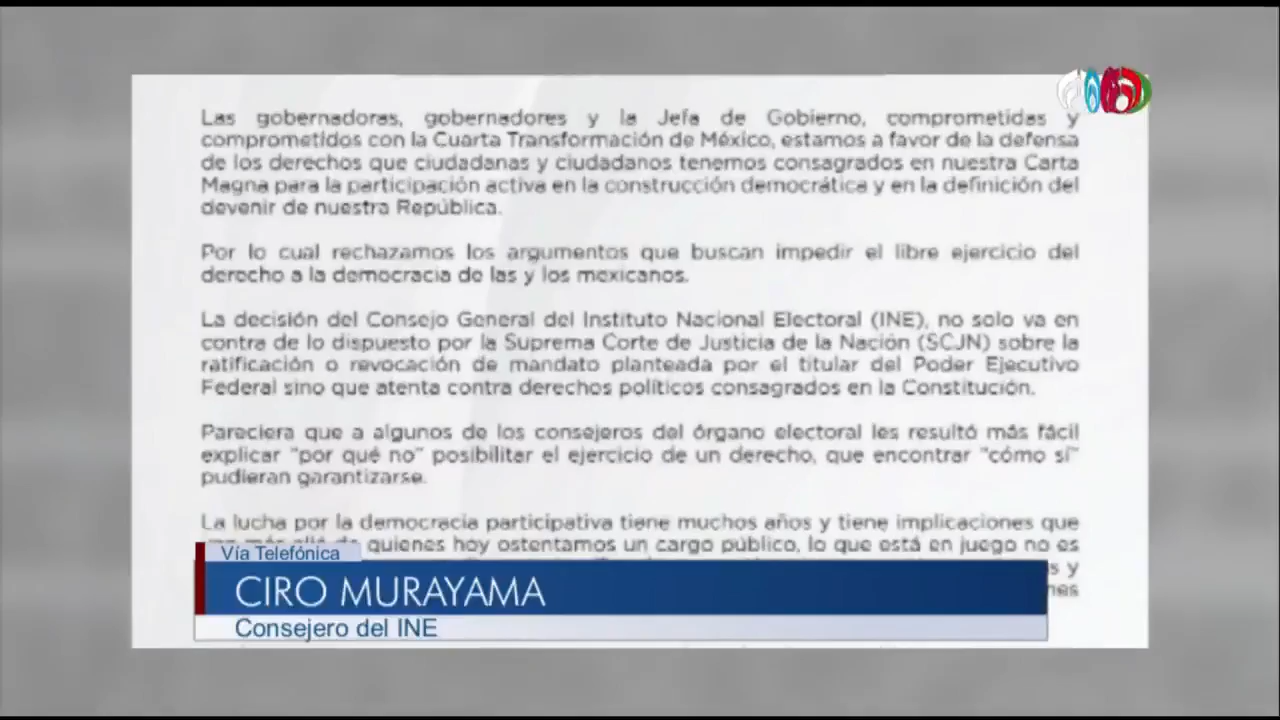 Las gobernadoras, gobernadores y la Jefa de Gobierno, comprometidas y
comprometidos con la Cuarta Transformación de México, estamos a favor de la defensa
de los derechos que ciudadanas y ciudadanos tenemos consagrados en nuestra Carta
Magna para la participación activa en la construcción democrática y en la definición del
devenir de nuestra República.
Por lo cual rechazamos los argumentos que buscan impedir el libre ejercicio del
derecho a la democracia de las y los mexicanos.
La decisión del Consejo General del Instituto Nacional Electoral (INE), no solo va en
contra de lo dispuesto por la Suprema Corte de Justicia de la Nación (SCJN) sobre la
ratificación o revocación de mandato planteada por el titular del Poder Ejecutivo
Federal sino que atenta contra derechos políticos consagrados en la Constitución.
Pareciera que a algunos de los consejeros del órgano electoral les resultó más fácil
explicar "por qué no" posibilitar el ejercicio de un derecho, que encontrar "cómo sí"
pudieran garantizarse.
La lucha por la democracia participativa tiene muchos años y tiene implicaciones que
quienes hoy ostentamos un cargo público, lo que está en juego no es
y
Vía Telefónica
CIRO MURAYAMA
Consejero del INE